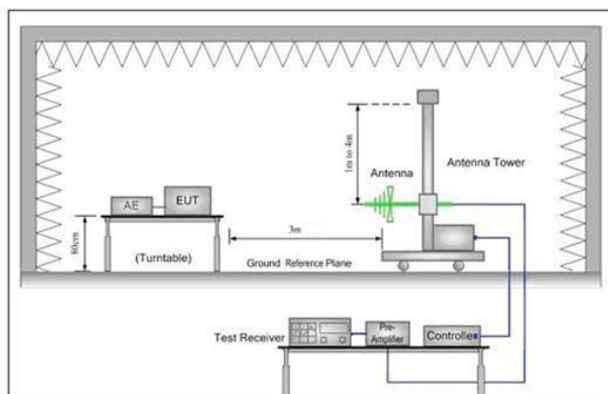 1m to 4m
Antenna
Antenna Tower
AE
EUT
80cm
(Turntable)
3m
Ground Reference Plane
Test Receiver
Pre-
Amplifier
Controller